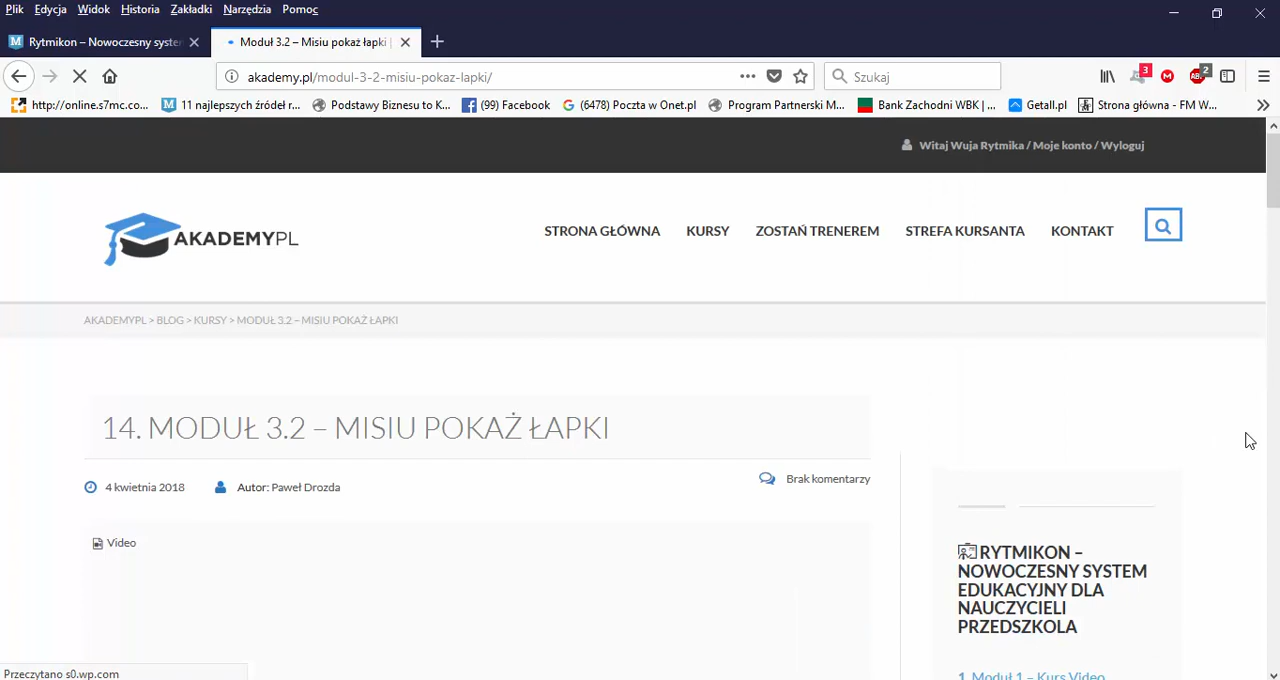 Plik Edycja Widok Historia Zakładki Narzędzia Pomoc
Rytmikon – Nowoczesny syste
Moduł 3.2 – Misiu pokaż łapki |
akademy.pl/modul-3-2-misiu-pokaz-lapki/
Szukaj
3
2
http://online.s7mc.co...
11 najlepszych źródeł r...
Podstawy Biznesu to K...
(99) Facebook
(6478) Poczta w Onet.pl
Program Partnerski M...
Bank Zachodni WBK | ...
Getall.pl
Strona główna - FM W...
Witaj Wuja Rytmika / Moje konto / Wyloguj
AKADEMYPL
STRONA GŁÓWNA
KURSY
ZOSTAŃ TRENEREM
STREFA KURSANTA
KONTAKT
AKADEMYPL > BLOG > KURSY > MODUŁ 3.2 – MISIU POKAŻ ŁAPKI
14. MODUŁ 3.2 – MISIU POKAŻ ŁAPKI
4 kwietnia 2018
Autor: Paweł Drozda
Brak komentarzy
Video
RYTMIKON –
NOWOCZESNY SYSTEM
EDUKACYJNY DLA
NAUCZYCIELI
PRZEDSZKOLA
1. Moduł 1 – Kurs Video
Przeczytano s0.wp.com